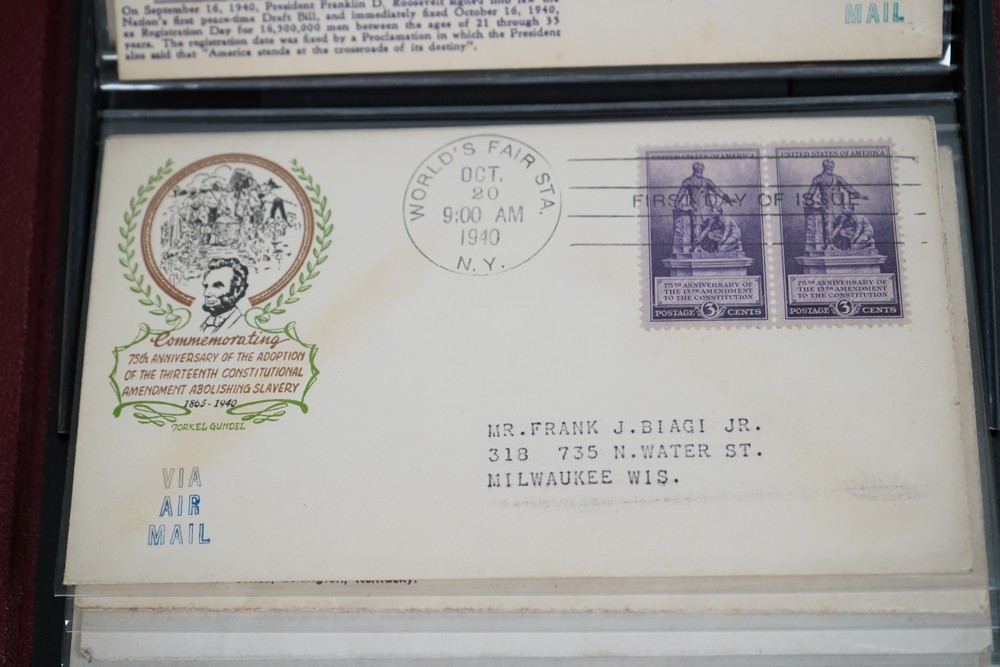 On September 16, 1940, President Franklin D. Roosevelt signed into law the
Nation's first peace-time Draft Bill, and immediately fixed October 16, 1940,
as Registration Day for 16,500,000 men between the ages of 21 through 35
years. The registration date was fixed by a Proclamation in which the President
also said that "America stands at the crossroads of its destiny".
MAIL
WORLD'S FAIR STA.
OCT.
20
9:00 AM
1940
N. Y.
FIRST DAY OF ISSUE
UNITED STATES OF AMERICA
75TH ANNIVERSARY OF
THE 13TH AMENDMENT
TO THE CONSTITUTION
POSTAGE 3 CENTS
UNITED STATES OF AMERICA
75TH ANNIVERSARY OF
THE 13TH AMENDMENT
TO THE CONSTITUTION
POSTAGE 3 CENTS
Commemorating
75th ANNIVERSARY OF THE ADOPTION
OF THE THIRTEENTH CONSTITUTIONAL
AMENDMENT ABOLISHING SLAVERY
1865-1940
TORKEL GUNDEL
VIA
AIR
MAIL
MR.FRANK J.BIAGI JR.
318 735 N.WATER ST.
MILWAUKEE WIS.
Kentucky.